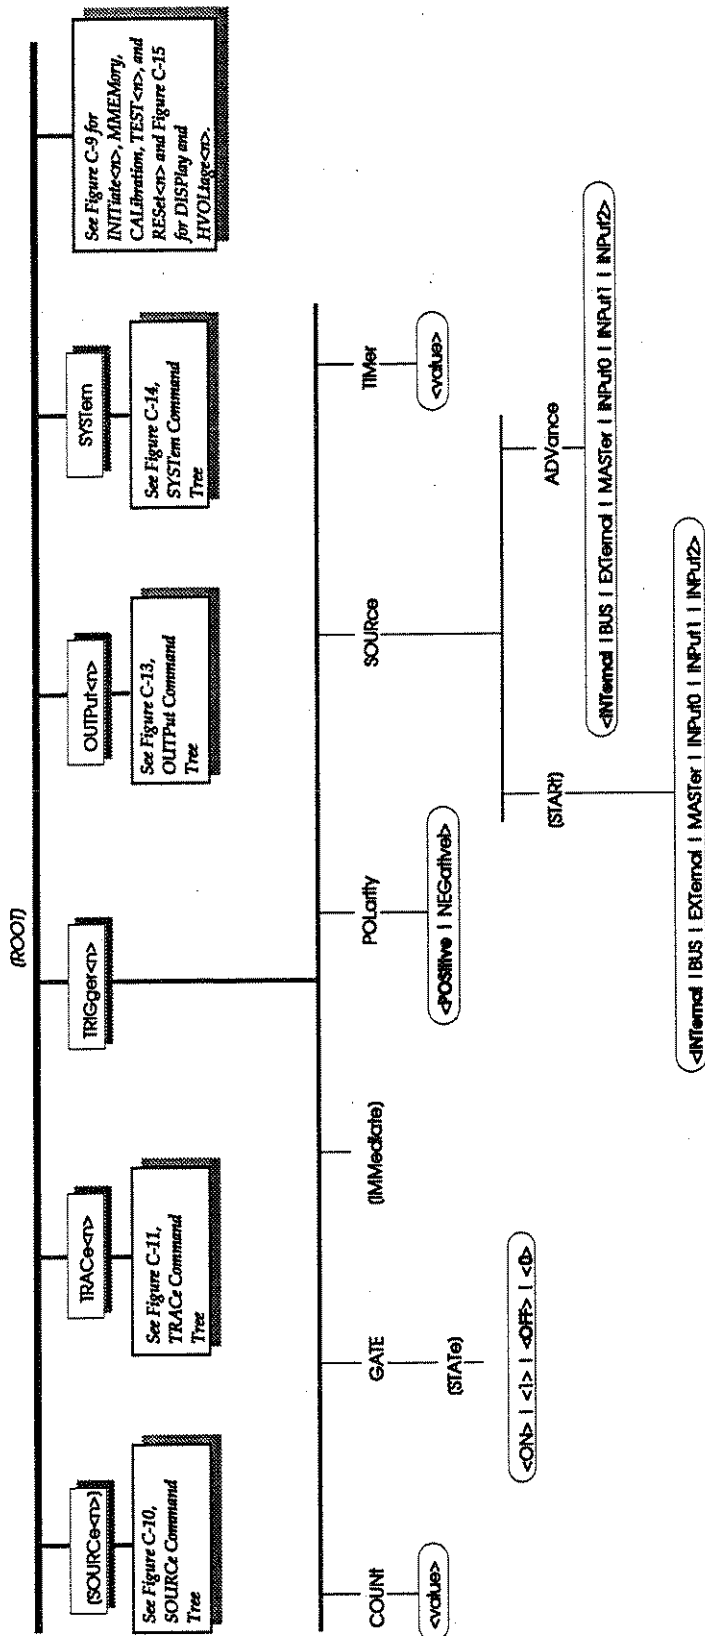 (ROOT)
(SOURCe<n>)
TRACe<n>
TRIGger<n>
OUTPut<n>
SYSTem
See Figure C-9 for
INITiate<n>, MMEMory,
CALibration, TEST<n>, and
RESet<n> and Figure C-15
for DISPlay and
HVOLtage<n>.
See Figure C-10,
SOURCe Command
Tree
See Figure C-11,
TRACe Command
Tree
See Figure C-13,
OUTPut Command
Tree
See Figure C-14,
SYSTem Command
Tree
COUNt
<value>
GATE
(STATe)
<ON> | <1> | <OFF> | <0>
(IMMediate)
POLarity
<POSitive | NEGative>
SOURce
TIMer
<value>
(STARt)
ADVance
<INTernal | BUS | EXTernal | MASTer | INPut0 | INPut1 | INPut2>
<INTernal | BUS | EXTernal | MASTer | INPut0 | INPut1 | INPut2>